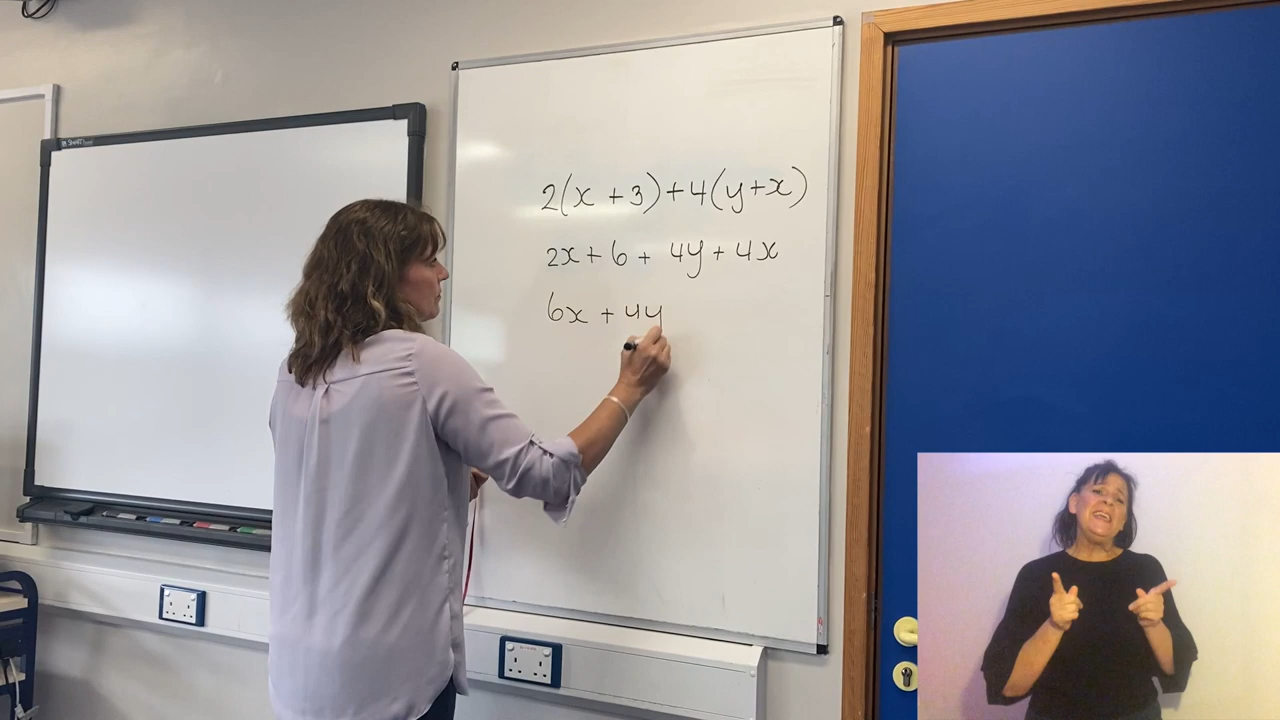 2(x + 3) + 4(y + x)
2x + 6 + 4y + 4x
6x + 4y